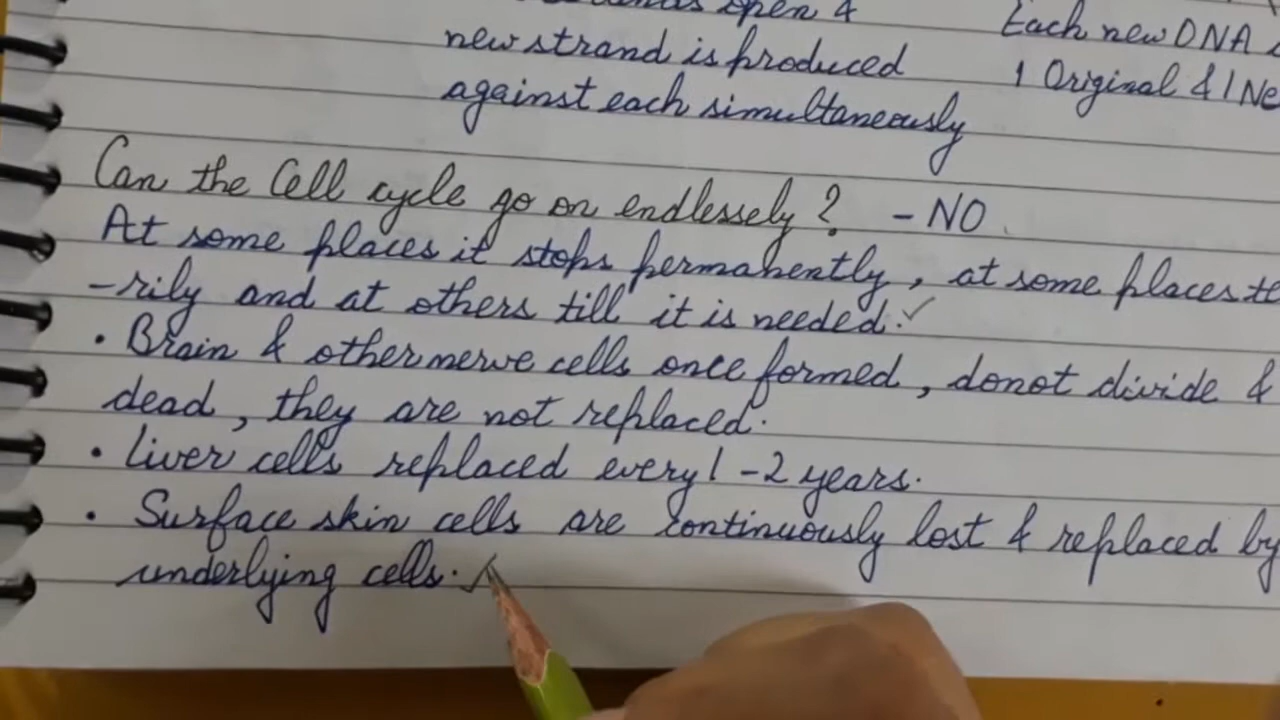 open &
new strand is produced
against each simultaneously
Each new DNA
1 Original & 1 Ne
Can the Cell cycle go on endlessely? - NO.
At some places it stops permanently, at some places te
-rily and at others till it is needed.✓
• Brain & other nerve cells once formed, donot divide &
dead, they are not replaced.
• Liver cells replaced every 1-2 years.
• Surface skin cells are continuously lost & replaced by
underlying cells.✓